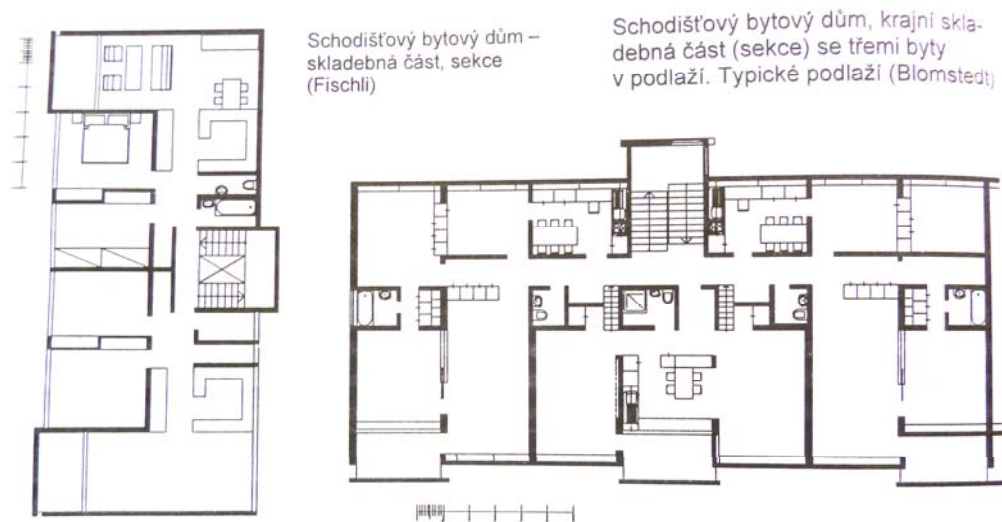 Schodišťový bytový dům –
skladebná část, sekce
(Fischli)
Schodišťový bytový dům, krajní skla-
debná část (sekce) se třemi byty
v podlaží. Typické podlaží (Blomstedt)